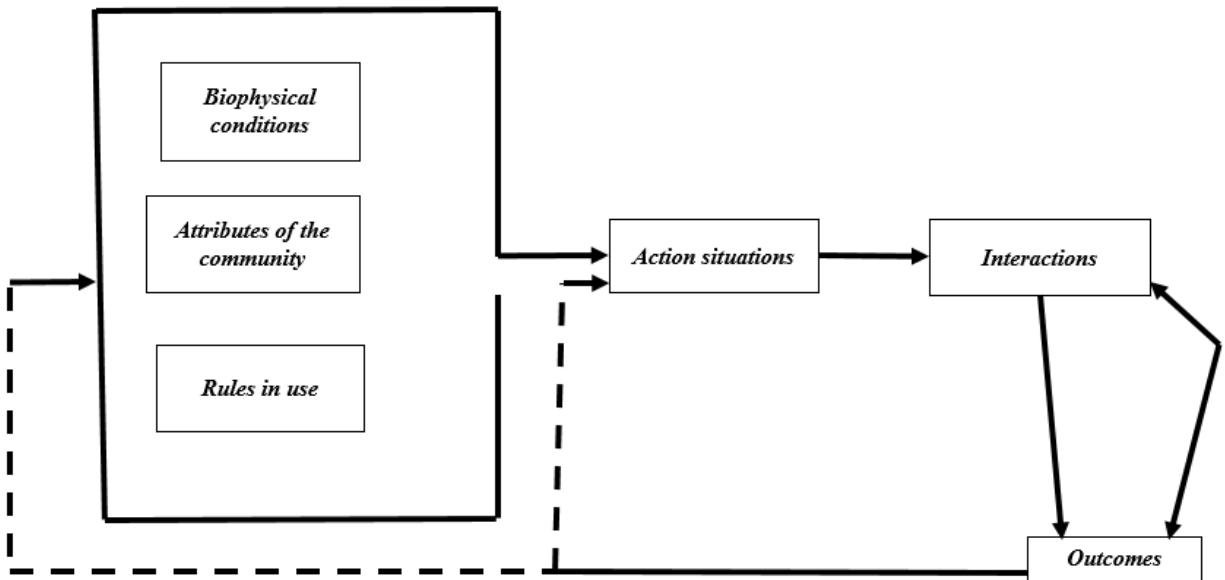 Biophysical
conditions
Attributes of the
community
Rules in use
Action situations
Interactions
Outcomes